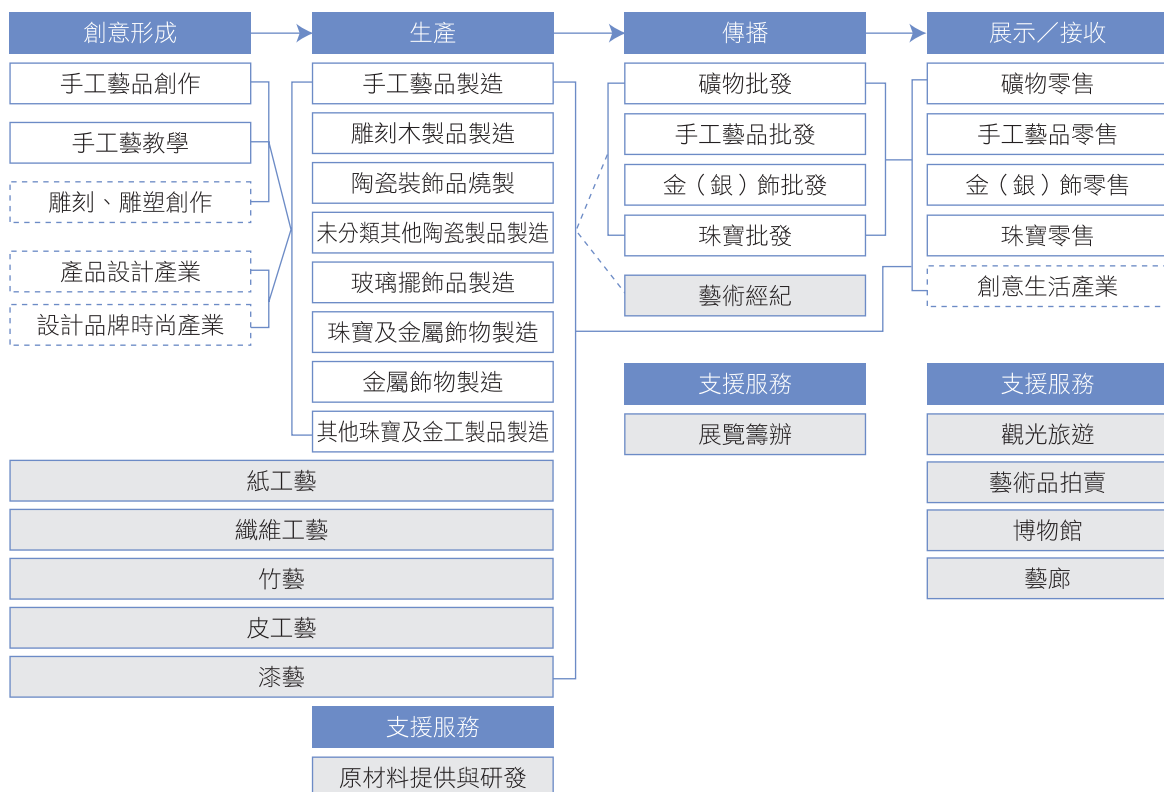 創意形成
手工藝品創作
手工藝教學
雕刻、雕塑創作
產品設計產業
設計品牌時尚產業
生產
手工藝品製造
雕刻木製品製造
陶瓷裝飾品燒製
未分類其他陶瓷製品製造
玻璃擺飾品製造
珠寶及金屬飾物製造
金屬飾物製造
其他珠寶及金工製品製造
紙工藝
纖維工藝
竹藝
皮工藝
漆藝
支援服務
原材料提供與研發
傳播
礦物批發
手工藝品批發
金（銀）飾批發
珠寶批發
藝術經紀
支援服務
展覽籌辦
展示／接收
礦物零售
手工藝品零售
金（銀）飾零售
珠寶零售
創意生活產業
支援服務
觀光旅遊
藝術品拍賣
博物館
藝廊